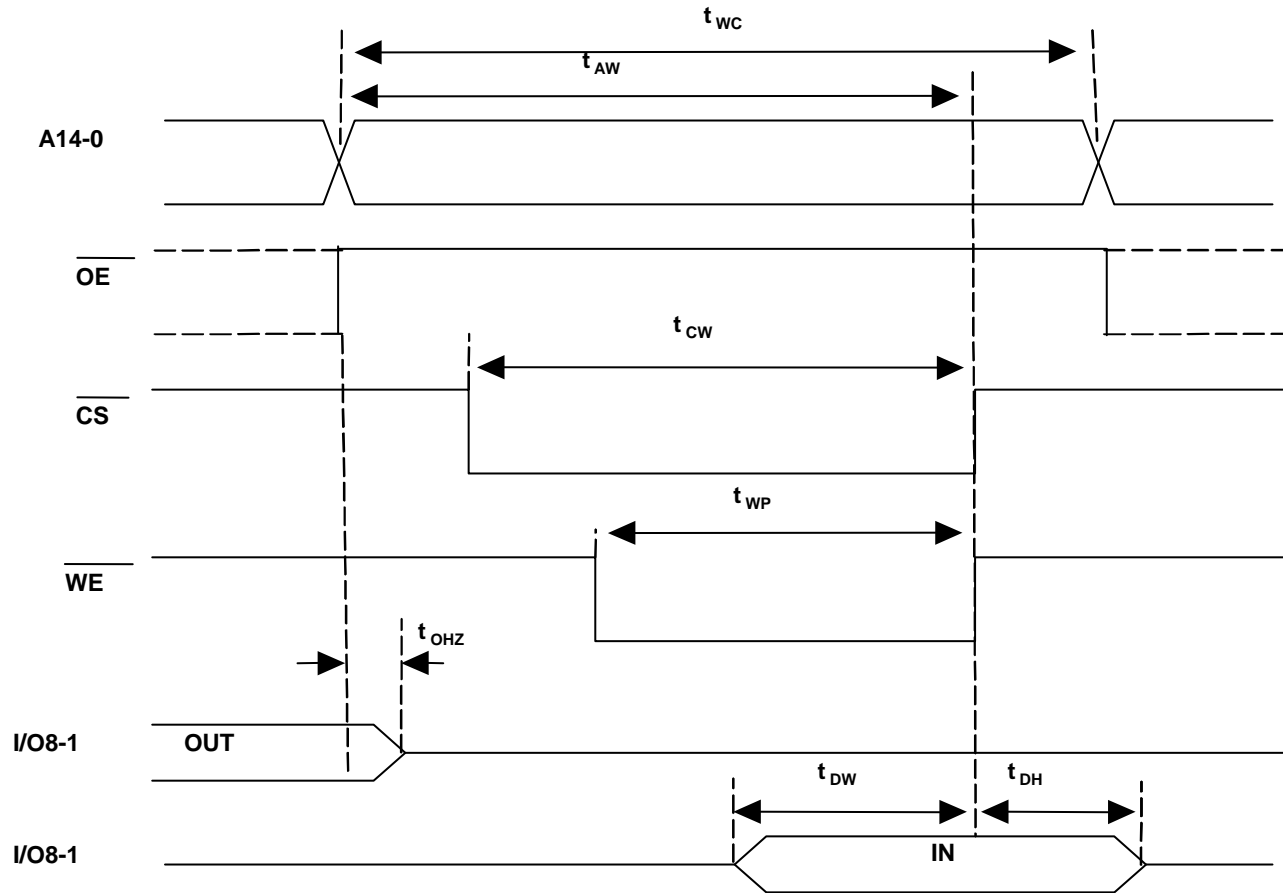 t WC
t AW
A14-0
OE
t CW
CS
t WP
WE
t OHZ
I/O8-1 OUT
t DW t DH
I/O8-1 IN